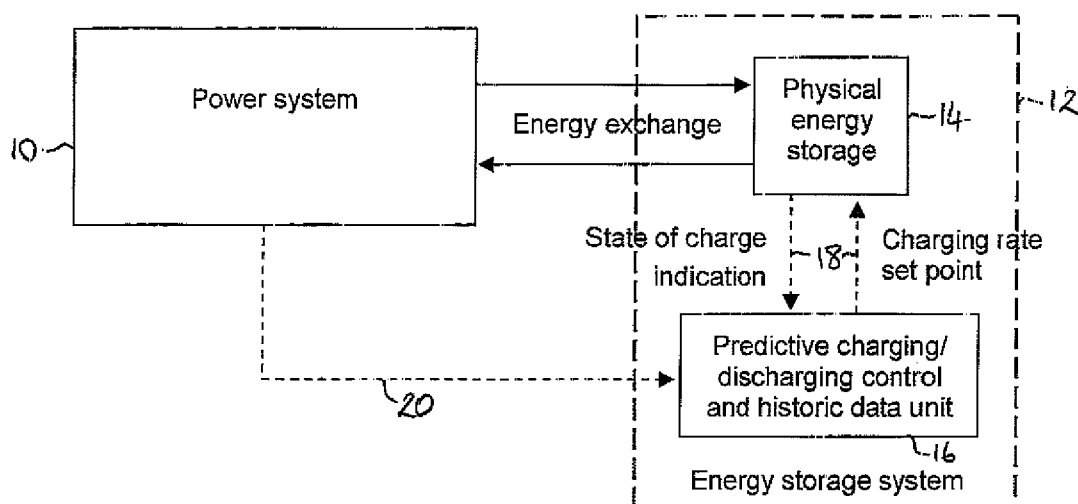 Power system
10
Energy exchange
Physical
energy
storage
14
12
State of charge
indication
18
Charging rate
set point
Predictive charging/
discharging control
and historic data unit
16
20
Energy storage system